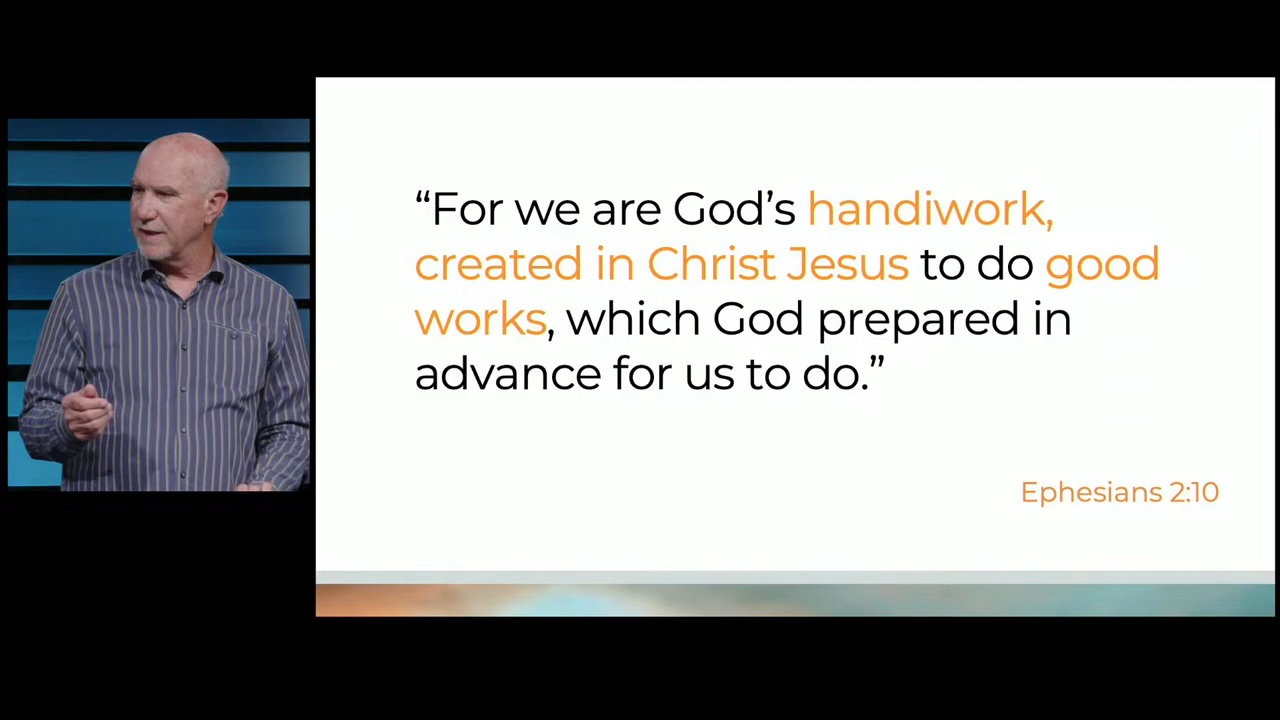 “For we are God’s handiwork,
created in Christ Jesus to do good
works, which God prepared in
advance for us to do.”
Ephesians 2:10